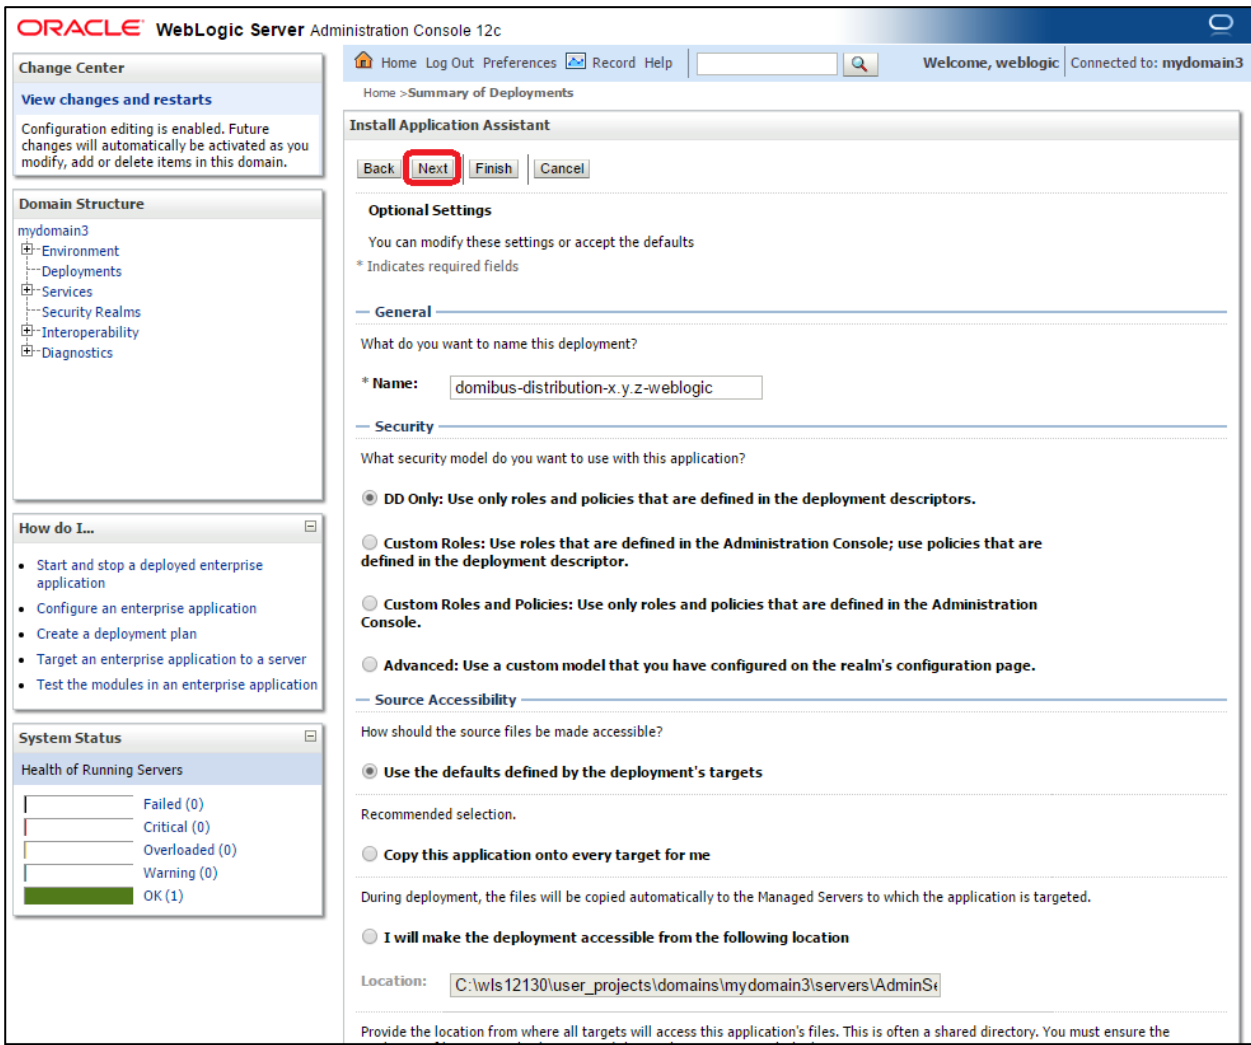 ORACLE WebLogic Server Administration Console 12c
Change Center
View changes and restarts
Configuration editing is enabled. Future
changes will automatically be activated as you
modify, add or delete items in this domain.
Domain Structure
mydomain3
Environment
Deployments
Services
Security Realms
Interoperability
Diagnostics
How do I...
Start and stop a deployed enterprise
application
Configure an enterprise application
Create a deployment plan
Target an enterprise application to a server
Test the modules in an enterprise application
System Status
Health of Running Servers
Failed (0)
Critical (0)
Overloaded (0)
Warning (0)
OK (1)
Home Log Out Preferences Record Help
Welcome, weblogic Connected to: mydomain3
Home >Summary of Deployments
Install Application Assistant
Back Next Finish Cancel
Optional Settings
You can modify these settings or accept the defaults
* Indicates required fields
General
What do you want to name this deployment?
* Name: domibus-distribution-x.y.z-weblogic
Security
What security model do you want to use with this application?
DD Only: Use only roles and policies that are defined in the deployment descriptors.
Custom Roles: Use roles that are defined in the Administration Console; use policies that are
defined in the deployment descriptor.
Custom Roles and Policies: Use only roles and policies that are defined in the Administration
Console.
Advanced: Use a custom model that you have configured on the realm's configuration page.
Source Accessibility
How should the source files be made accessible?
Use the defaults defined by the deployment's targets
Recommended selection.
Copy this application onto every target for me
During deployment, the files will be copied automatically to the Managed Servers to which the application is targeted.
I will make the deployment accessible from the following location
Location: C:\wls12130\user_projects\domains\mydomain3\servers\AdminSe
Provide the location from where all targets will access this application's files. This is often a shared directory. You must ensure the